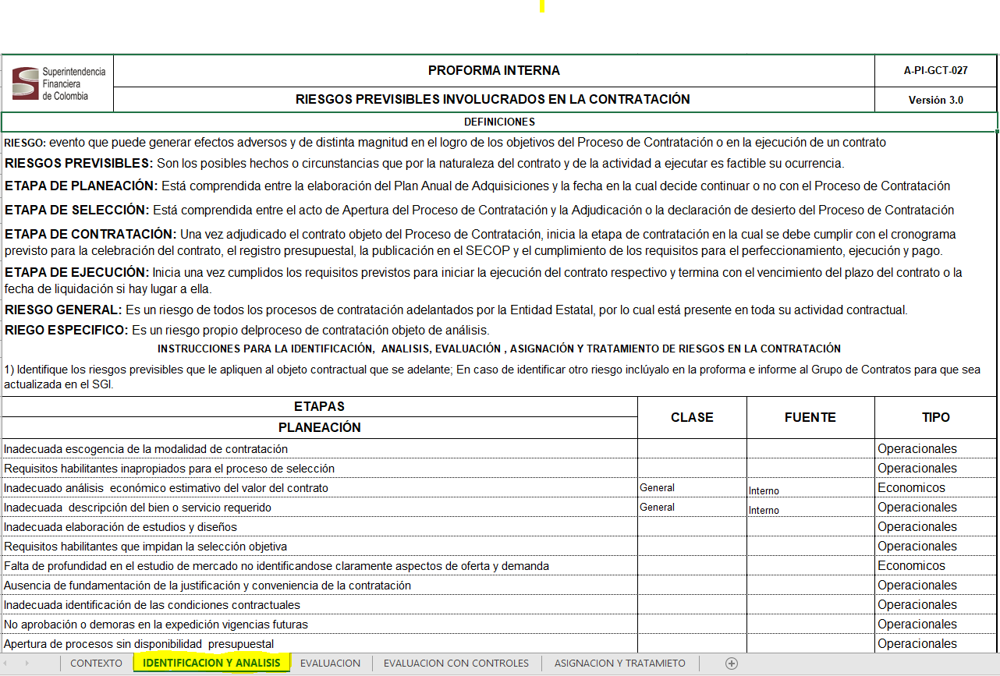 Superintendencia
Financiera
de Colombia
PROFORMA INTERNA
A-PI-GCT-027
RIESGOS PREVISIBLES INVOLUCRADOS EN LA CONTRATACIÓN
Versión 3.0
DEFINICIONES
RIESGO: evento que puede generar efectos adversos y de distinta magnitud en el logro de los objetivos del Proceso de Contratación o en la ejecución de un contrato
RIESGOS PREVISIBLES: Son los posibles hechos o circunstancias que por la naturaleza del contrato y de la actividad a ejecutar es factible su ocurrencia.
ETAPA DE PLANEACIÓN: Está comprendida entre la elaboración del Plan Anual de Adquisiciones y la fecha en la cual decide continuar o no con el Proceso de Contratación
ETAPA DE SELECCIÓN: Está comprendida entre el acto de Apertura del Proceso de Contratación y la Adjudicación o la declaración de desierto del Proceso de Contratación
ETAPA DE CONTRATACIÓN: Una vez adjudicado el contrato objeto del Proceso de Contratación, inicia la etapa de contratación en la cual se debe cumplir con el cronograma
previsto para la celebración del contrato, el registro presupuestal, la publicación en el SECOP y el cumplimiento de los requisitos para el perfeccionamiento, ejecución y pago.
ETAPA DE EJECUCIÓN: Inicia una vez cumplidos los requisitos previstos para iniciar la ejecución del contrato respectivo y termina con el vencimiento del plazo del contrato o la
fecha de liquidación si hay lugar a ella.
RIESGO GENERAL: Es un riesgo de todos los procesos de contratación adelantados por la Entidad Estatal, por lo cual está presente en toda su actividad contractual.
RIEGO ESPECIFICO: Es un riesgo propio delproceso de contratación objeto de análisis.
INSTRUCCIONES PARA LA IDENTIFICACIÓN, ANALISIS, EVALUACIÓN , ASIGNACIÓN Y TRATAMIENTO DE RIESGOS EN LA CONTRATACIÓN
1) Identifique los riesgos previsibles que le apliquen al objeto contractual que se adelante; En caso de identificar otro riesgo inclúyalo en la proforma e informe al Grupo de Contratos para que sea
actualizada en el SGI.
ETAPAS
CLASE
FUENTE
TIPO
PLANEACIÓN
Inadecuada escogencia de la modalidad de contratación Operacionales
Requisitos habilitantes inapropiados para el proceso de selección Operacionales
Inadecuado análisis económico estimativo del valor del contrato General Interno Economicos
Inadecuada descripción del bien o servicio requerido General Interno Operacionales
Inadecuada elaboración de estudios y diseños Operacionales
Requisitos habilitantes que impidan la selección objetiva Operacionales
Falta de profundidad en el estudio de mercado no identificandose claramente aspectos de oferta y demanda Economicos
Ausencia de fundamentación de la justificación y conveniencia de la contratación Operacionales
Inadecuada identificación de las condiciones contractuales Operacionales
No aprobación o demoras en la expedición vigencias futuras Operacionales
Apertura de procesos sin disponibilidad presupuestal Operacionales
CONTEXTO IDENTIFICACION Y ANALISIS EVALUACION EVALUACION CON CONTROLES ASIGNACION Y TRATAMIETO